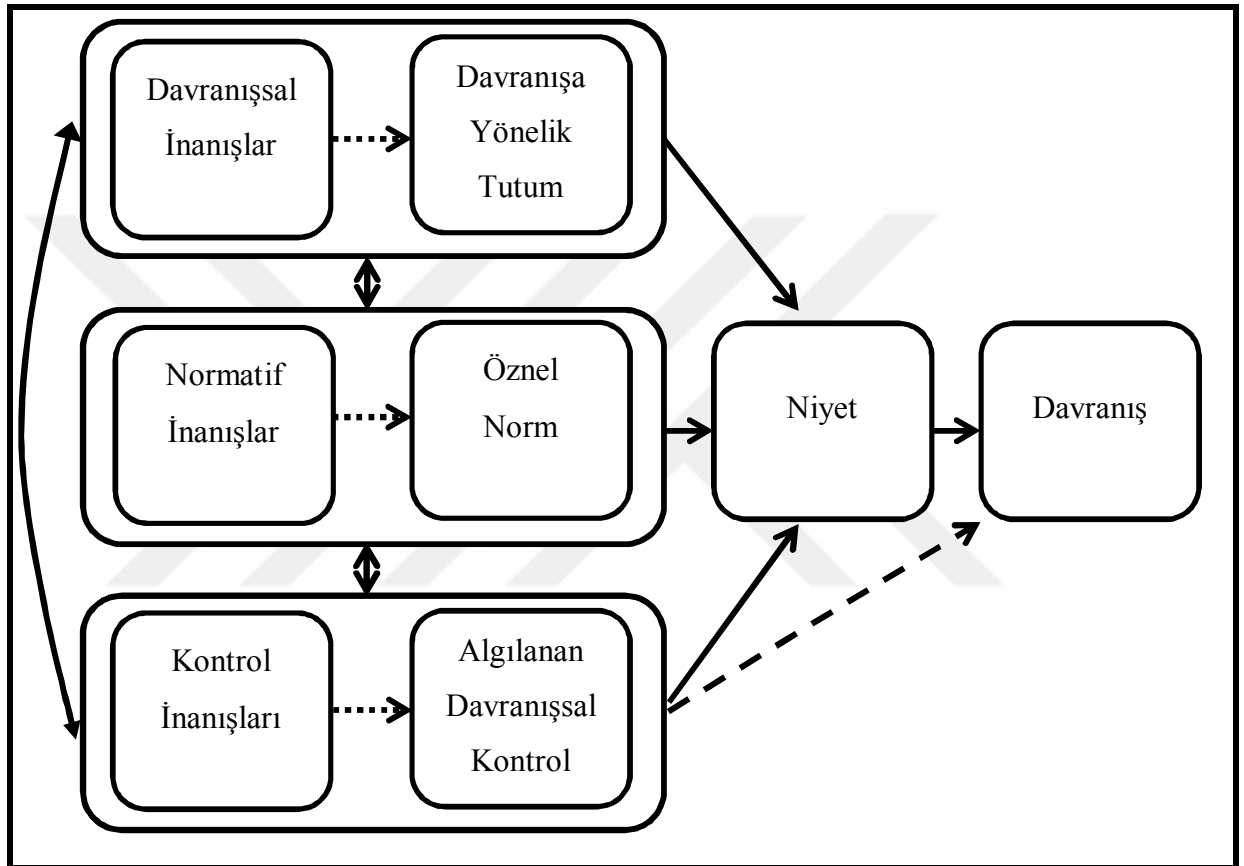 Davranışsal
İnanışlar
Davranışa
Yönelik
Tutum
Normatif
İnanışlar
Öznel
Norm
Niyet
Davranış
Kontrol
İnanışları
Algılanan
Davranışsal
Kontrol